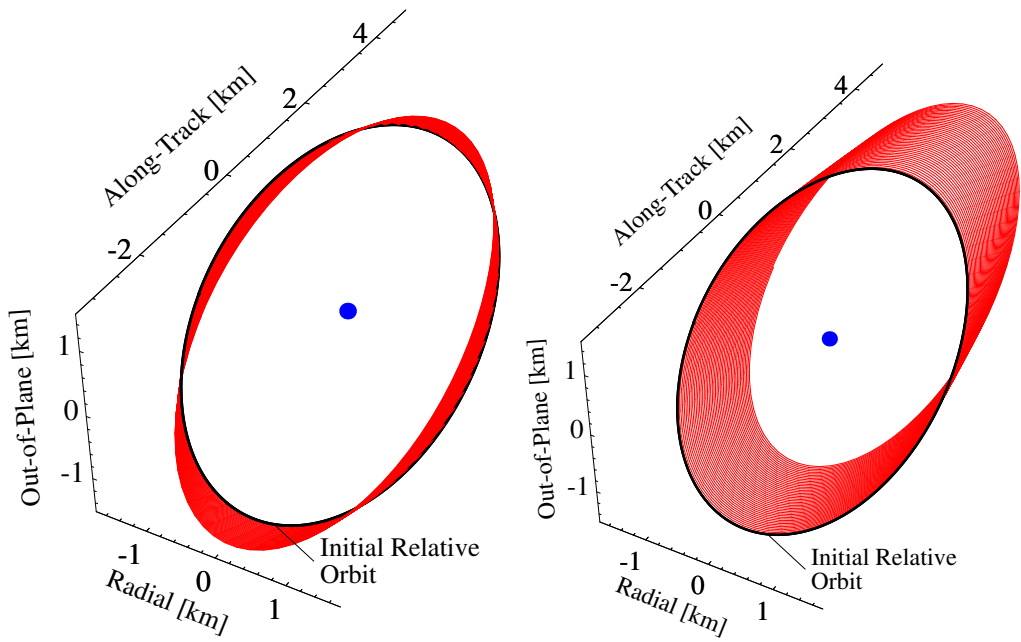 4
2
0
-2
Along-Track [km]
Out-of-Plane [km]
1
0
-1
-1
0
1
Radial [km]
Initial Relative
Orbit
4
2
0
-2
Along-Track [km]
Out-of-Plane [km]
1
0
-1
-1
0
1
Radial [km]
Initial Relative
Orbit